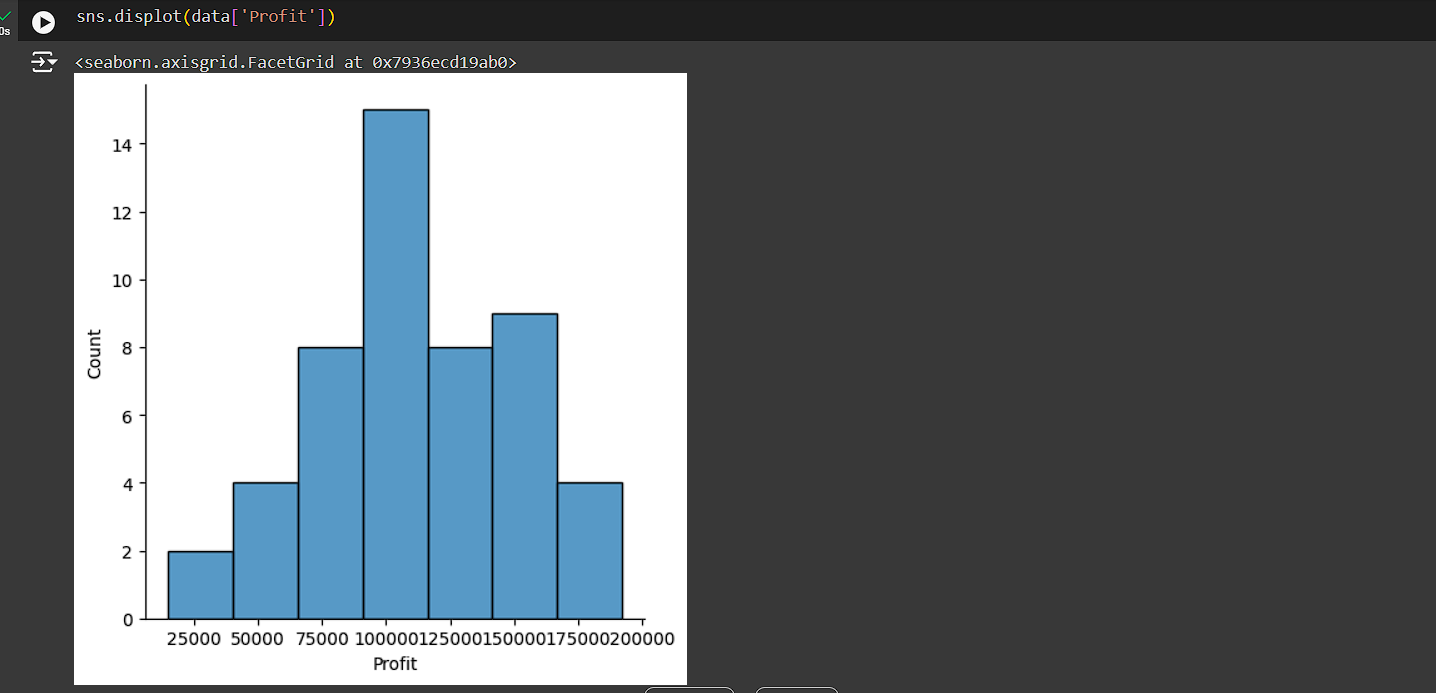 sns.displot(data['Profit'])
0s
<seaborn.axisgrid.FacetGrid at 0x7936ecd19ab0>
14
12
10
8
6
4
2
0
Count
25000 50000 75000 100000125000150000175000200000
Profit